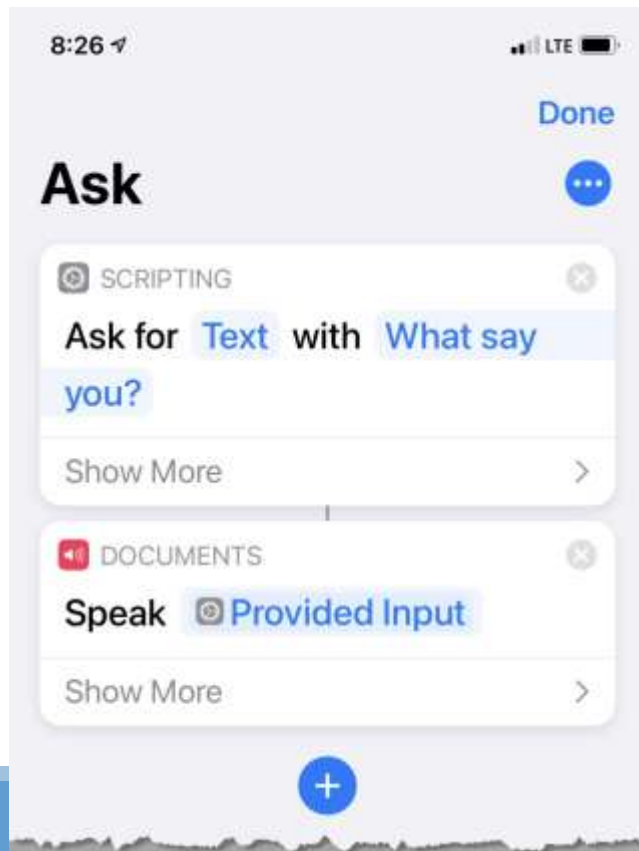 8:26 LTE
Done
Ask
SCRIPTING
Ask for Text with What say
you?
Show More
DOCUMENTS
Speak Provided Input
Show More